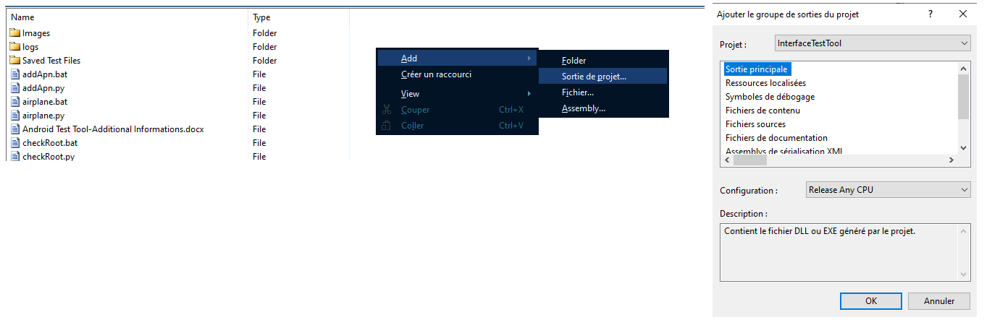 Name Type
Images Folder
logs Folder
Saved Test Files Folder
addApn.bat File
addApn.py File
airplane.bat File
airplane.py File
Android Test Tool-Additional Informations.docx File
checkRoot.bat File
checkRoot.py File
Add
Créer un raccourci
View
Couper Ctrl+X
Coller Ctrl+V
Folder
Sortie de projet...
Fichier...
Assembly...
Ajouter le groupe de sorties du projet ?
Projet : InterfaceTestTool
Sortie principale
Ressources localisées
Symboles de débogage
Fichiers de contenu
Fichiers sources
Fichiers de documentation
Assemblys de sérialisation XML
Configuration : Release Any CPU
Description :
Contient le fichier DLL ou EXE généré par le projet.
OK Annuler